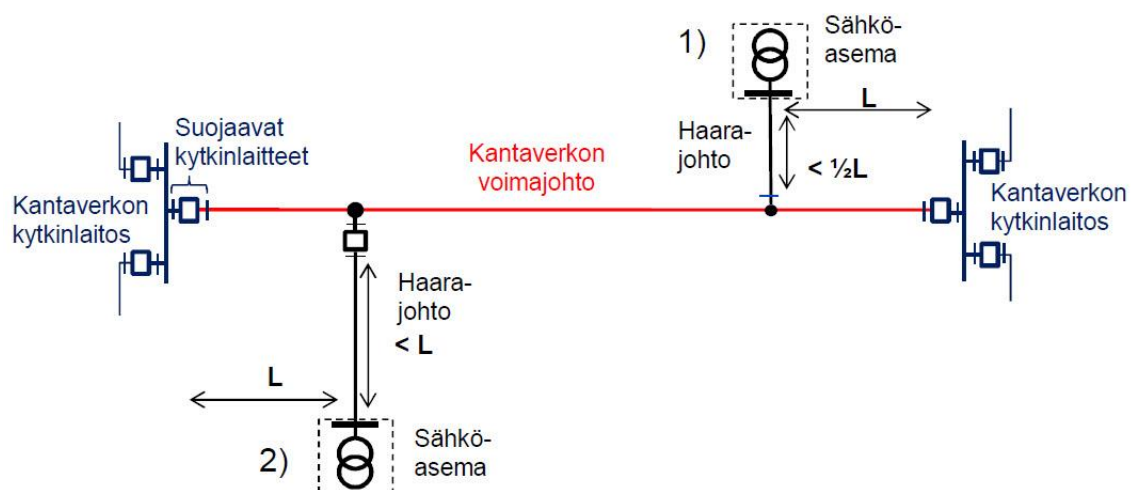 1)
Sähkö-
asema
L
Suojaavat
kytkinlaitteet
Haara-
johto
< ½L
Kantaverkon
voimajohto
Kantaverkon
kytkinlaitos
Kantaverkon
kytkinlaitos
Haara-
johto
< L
L
2)
Sähkö-
asema